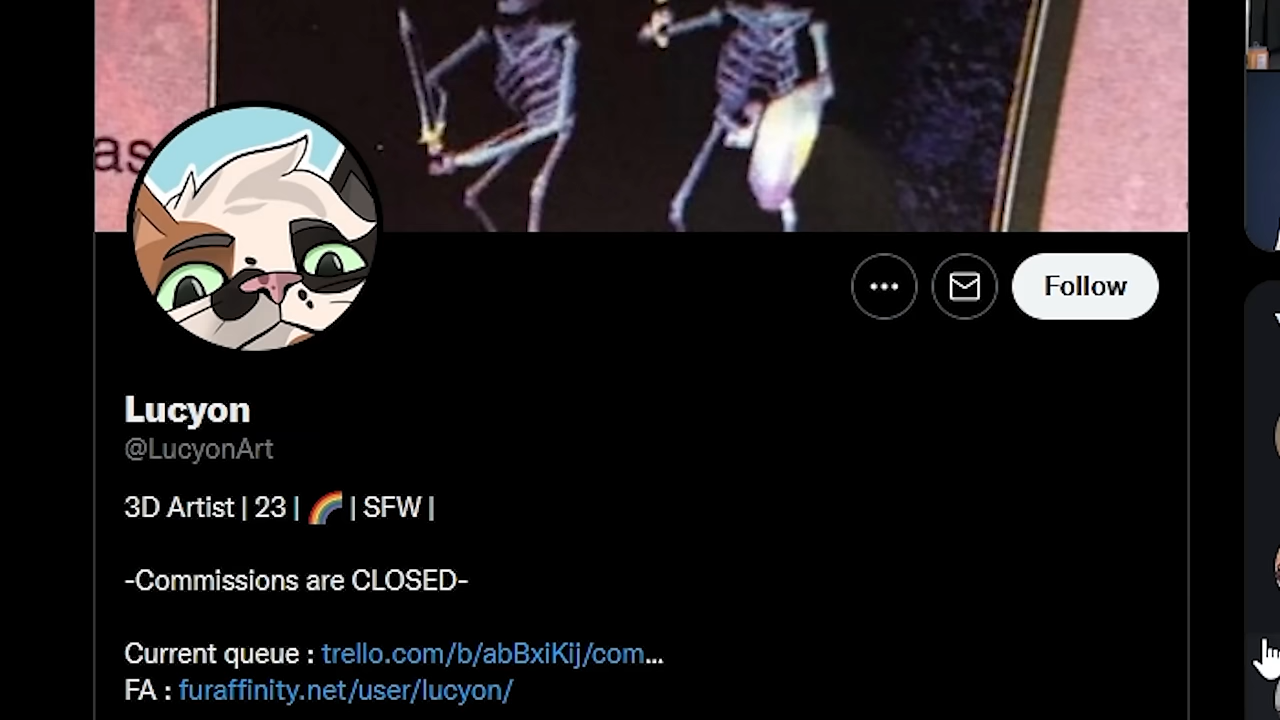 as
Follow
Lucyon
@LucyonArt
3D Artist | 23 | 🌈 | SFW |
-Commissions are CLOSED-
Current queue : trello.com/b/abBxiKij/com…
FA : furaffinity.net/user/lucyon/